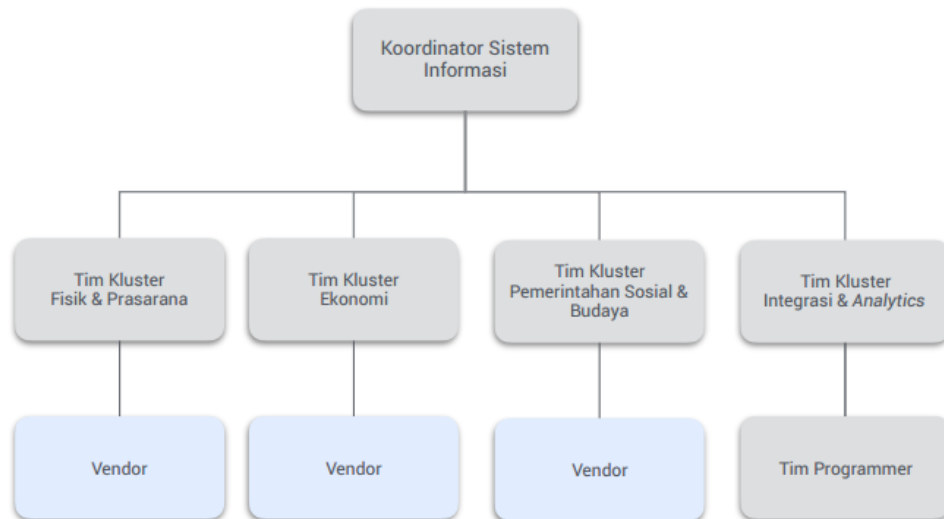 Koordinator Sistem
Informasi
Tim Kluster
Fisik & Prasarana
Tim Kluster
Ekonomi
Tim Kluster
Pemerintahan Sosial &
Budaya
Tim Kluster
Integrasi & Analytics
Vendor
Vendor
Vendor
Tim Programmer